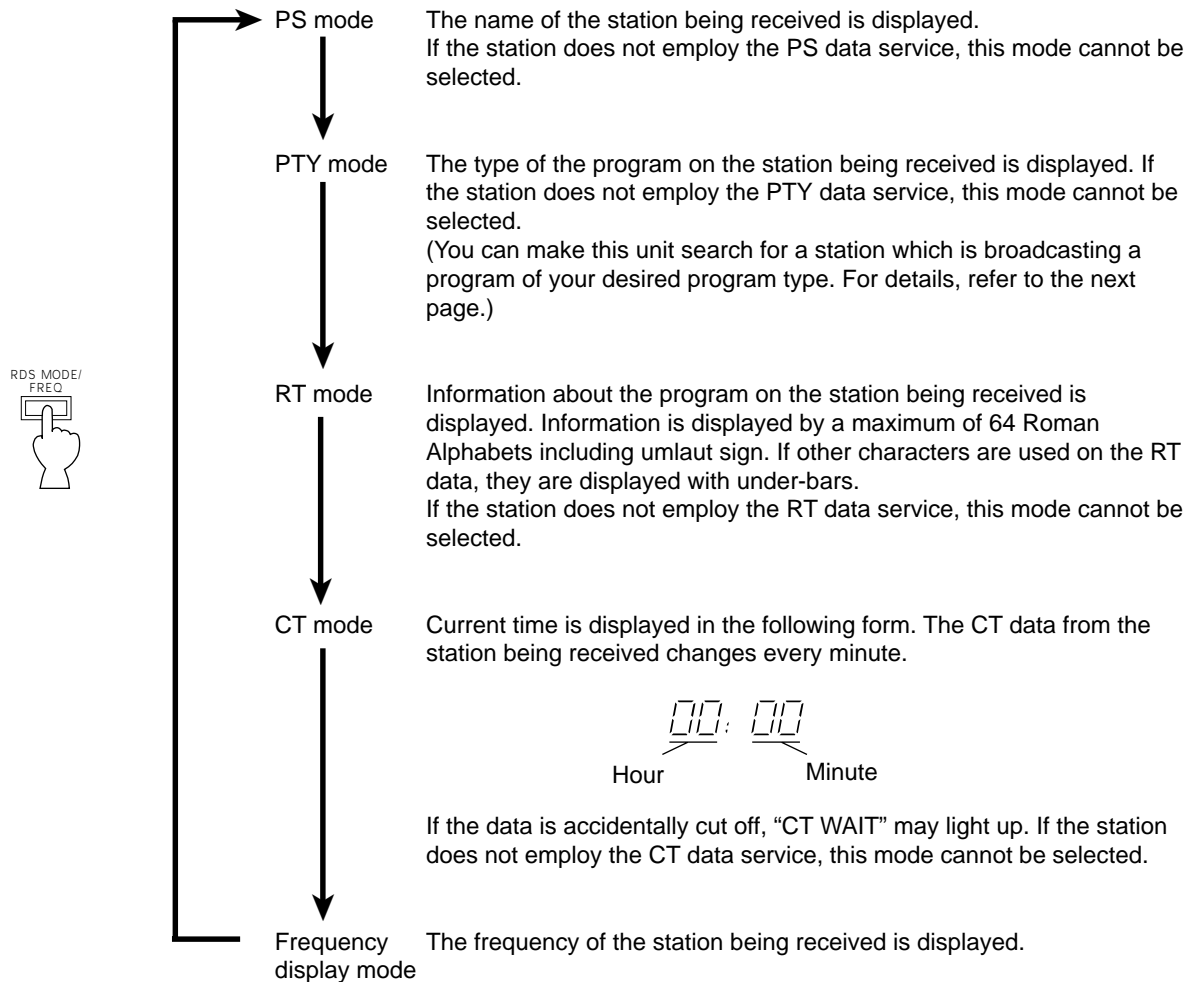 PS mode
The name of the station being received is displayed.
If the station does not employ the PS data service, this mode cannot be
selected.
PTY mode
The type of the program on the station being received is displayed. If
the station does not employ the PTY data service, this mode cannot be
selected.
(You can make this unit search for a station which is broadcasting a
program of your desired program type. For details, refer to the next
page.)
RDS MODE/
FREQ
RT mode
Information about the program on the station being received is
displayed. Information is displayed by a maximum of 64 Roman
Alphabets including umlaut sign. If other characters are used on the RT
data, they are displayed with under-bars.
If the station does not employ the RT data service, this mode cannot be
selected.
CT mode
Current time is displayed in the following form. The CT data from the
station being received changes every minute.
00: 00
Hour
Minute
If the data is accidentally cut off, “CT WAIT” may light up. If the station
does not employ the CT data service, this mode cannot be selected.
Frequency
display mode
The frequency of the station being received is displayed.